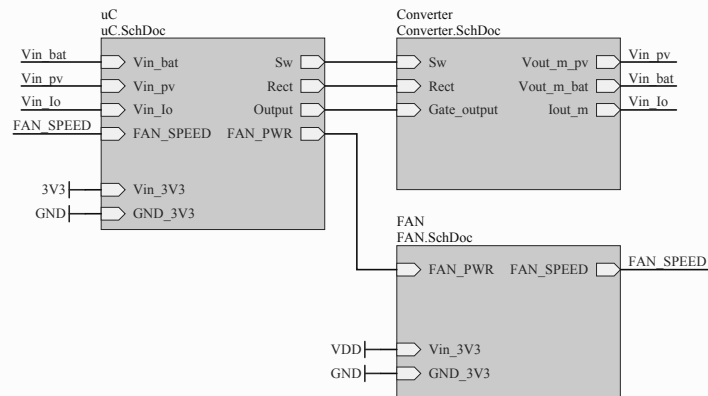 uC
uC.SchDoc
Vin_bat
Vin_bat
Sw
Vin_pv
Vin_pv
Rect
Vin_Io
Vin_Io
Output
FAN_SPEED
FAN_SPEED
FAN_PWR
3V3
Vin_3V3
GND
GND_3V3
Converter
Converter.SchDoc
Sw
Vout_m_pv
Vin_pv
Rect
Vout_m_bat
Vin_bat
Gate_output
Iout_m
Vin_Io
FAN
FAN.SchDoc
FAN_PWR
FAN_SPEED
FAN_SPEED
VDD
Vin_3V3
GND
GND_3V3